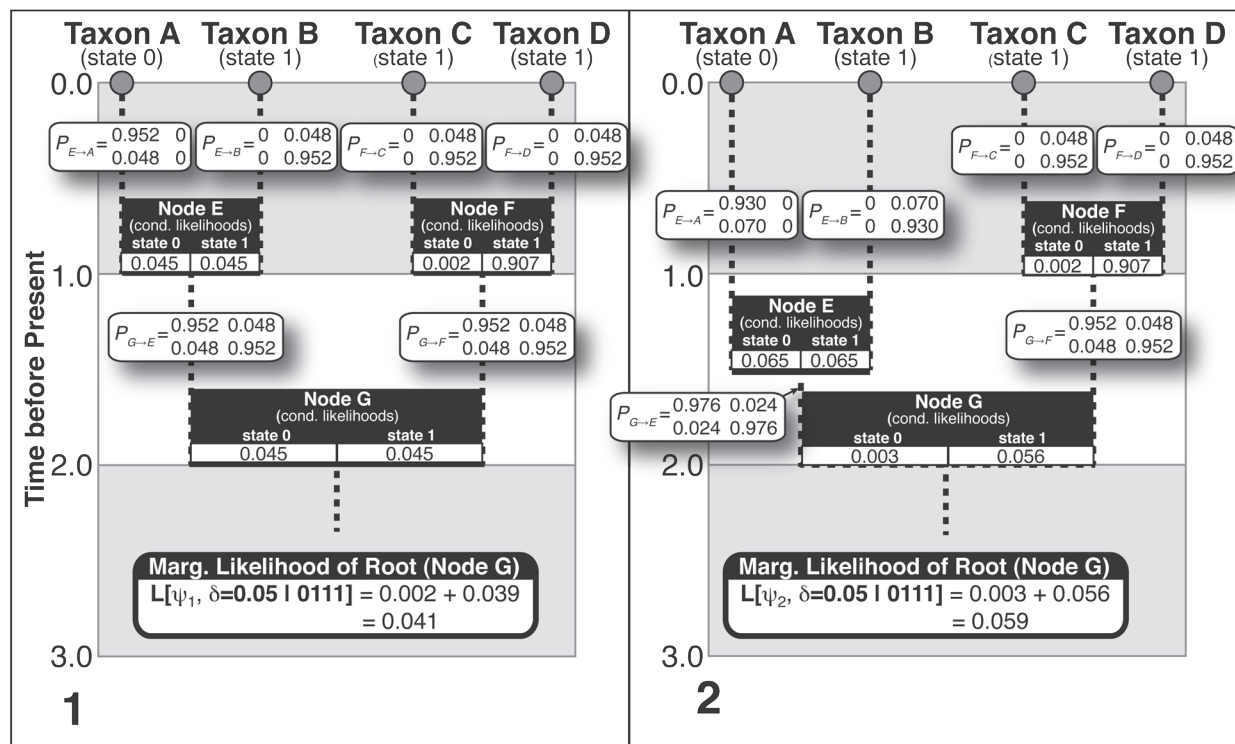 Taxon A Taxon B Taxon C Taxon D
(state 0) (state 1) (state 1) (state 1)
0.0
P E→A = 0.952 0
0.048 0
P E→B = 0 0.048
0 0.952
P F→C = 0 0.048
0 0.952
P F→D = 0 0.048
0 0.952
Node E
(cond. likelihoods)
state 0 state 1
0.045 0.045
Node F
(cond. likelihoods)
state 0 state 1
0.002 0.907
1.0
P G→E = 0.952 0.048
0.048 0.952
P G→F = 0.952 0.048
0.048 0.952
Node G
(cond. likelihoods)
state 0 state 1
0.045 0.045
2.0
Time before Present
Marg. Likelihood of Root (Node G)
L[ψ1, δ=0.05 | 0111] = 0.002 + 0.039
= 0.041
3.0
1
Taxon A Taxon B Taxon C Taxon D
(state 0) (state 1) (state 1) (state 1)
0.0
P F→C = 0 0.048
0 0.952
P F→D = 0 0.048
0 0.952
P E→A = 0.930 0
0.070 0
P E→B = 0 0.070
0 0.930
Node F
(cond. likelihoods)
state 0 state 1
0.002 0.907
1.0
Node E
(cond. likelihoods)
state 0 state 1
0.065 0.065
P G→F = 0.952 0.048
0.048 0.952
P G→E = 0.976 0.024
0.024 0.976
Node G
(cond. likelihoods)
state 0 state 1
0.003 0.056
2.0
Marg. Likelihood of Root (Node G)
L[ψ2, δ=0.05 | 0111] = 0.003 + 0.056
= 0.059
3.0
2